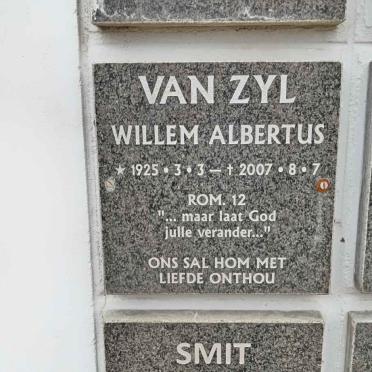 VAN ZYL
WILLEM ALBERTUS
★ 1925 • 3 • 3 – † 2007 • 8 • 7
ROM. 12
"... maar laat God
julle verander..."
ONS SAL HOM MET
LIEFDE ONTHOU
SMIT